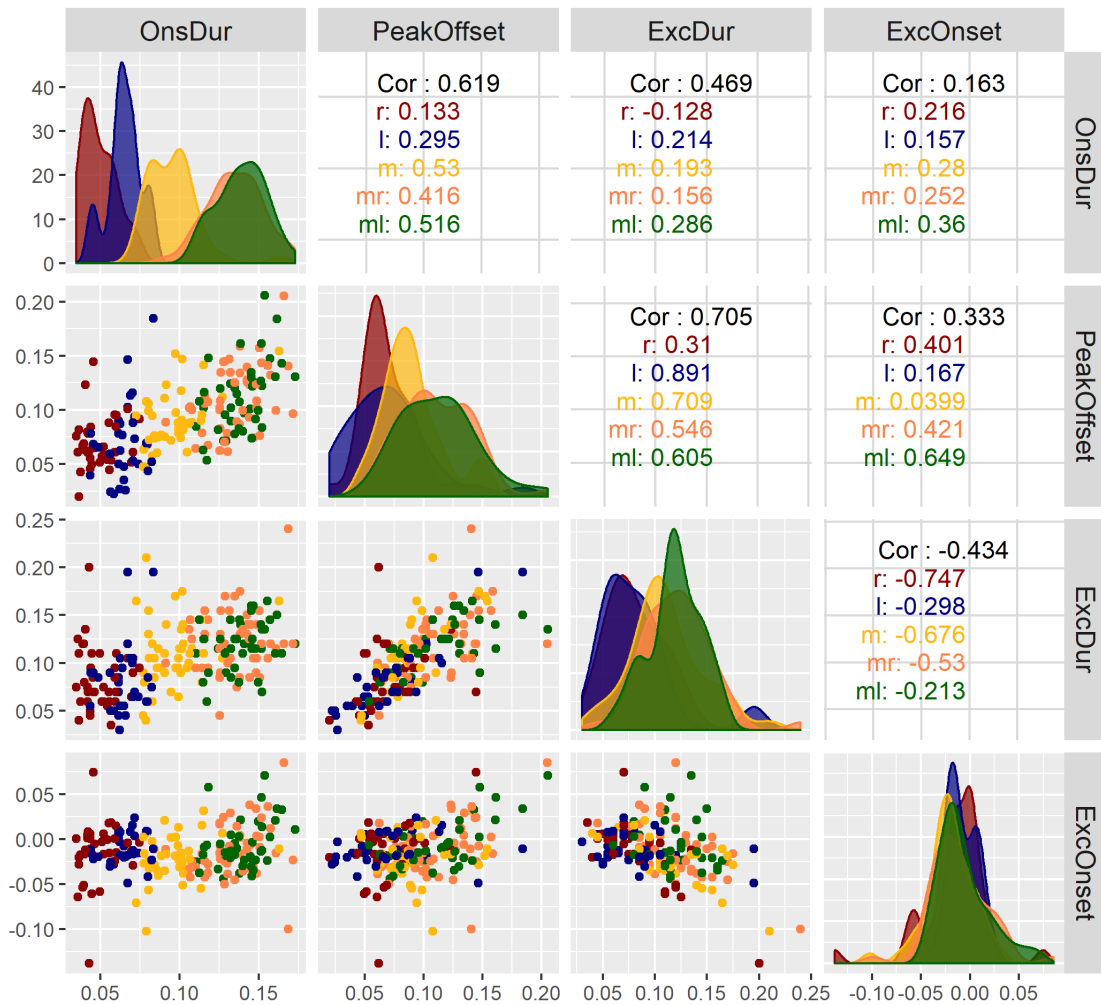 OnsDur
PeakOffset
ExcDur
ExcOnset
40
30
20
10
0
Cor : 0.619
r: 0.133
l: 0.295
m: 0.53
mr: 0.416
ml: 0.516
Cor : 0.469
r: -0.128
l: 0.214
m: 0.193
mr: 0.156
ml: 0.286
Cor : 0.163
r: 0.216
l: 0.157
m: 0.28
mr: 0.252
ml: 0.36
OnsDur
0.20
0.15
0.10
0.05
Cor : 0.705
r: 0.31
l: 0.891
m: 0.709
mr: 0.546
ml: 0.605
Cor : 0.333
r: 0.401
l: 0.167
m: 0.0399
mr: 0.421
ml: 0.649
PeakOffset
0.25
0.20
0.15
0.10
0.05
Cor : -0.434
r: -0.747
l: -0.298
m: -0.676
mr: -0.53
ml: -0.213
ExcDur
0.05
0.00
-0.05
-0.10
ExcOnset
0.05 0.10 0.15
0.05 0.10 0.15 0.20
0.05 0.10 0.15 0.20 0.25
-0.10 -0.05 0.00 0.05